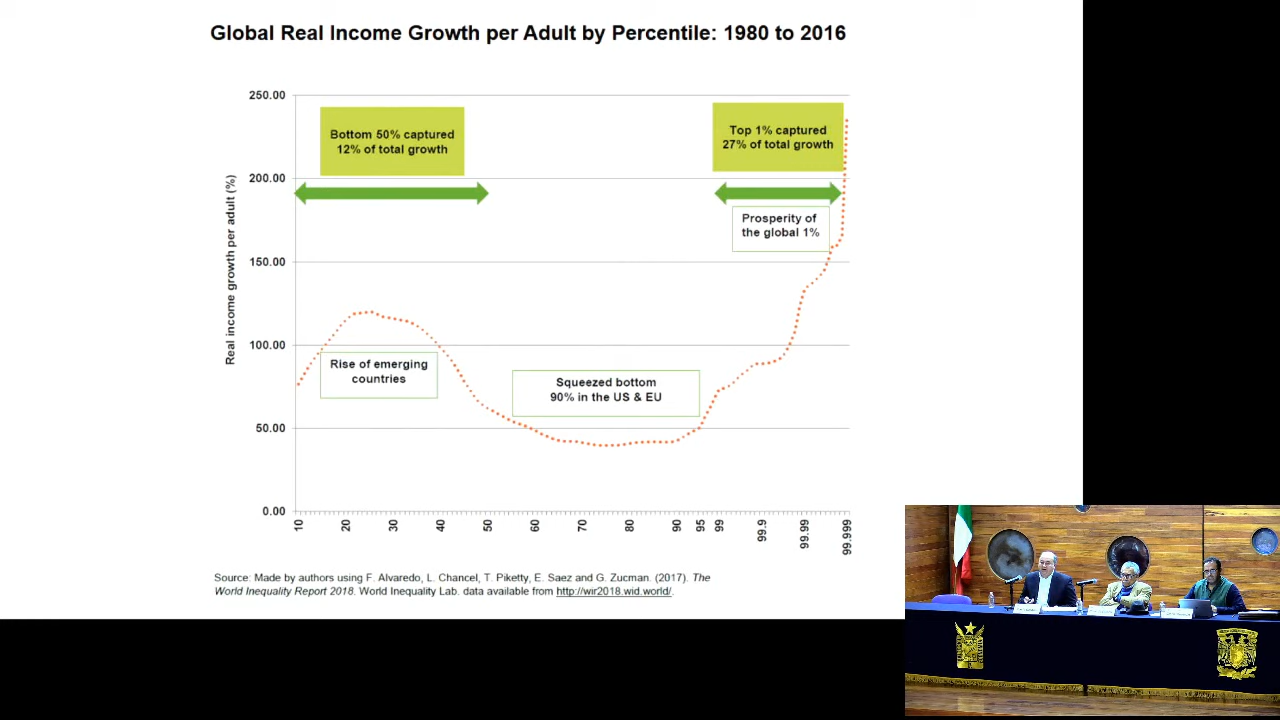 Global Real Income Growth per Adult by Percentile: 1980 to 2016
Real income growth per adult (%)
250.00
200.00
150.00
100.00
50.00
0.00
Bottom 50% captured
12% of total growth
Top 1% captured
27% of total growth
Prosperity of
the global 1%
Rise of emerging
countries
Squeezed bottom
90% in the US & EU
10
20
30
40
50
60
70
80
90
95
99
99.9
99.99
99.999
Source: Made by authors using F. Alvaredo, L. Chancel, T. Piketty, E. Saez and G. Zucman. (2017). The
World Inequality Report 2018. World Inequality Lab. data available from http://wir2018.wid.world/.